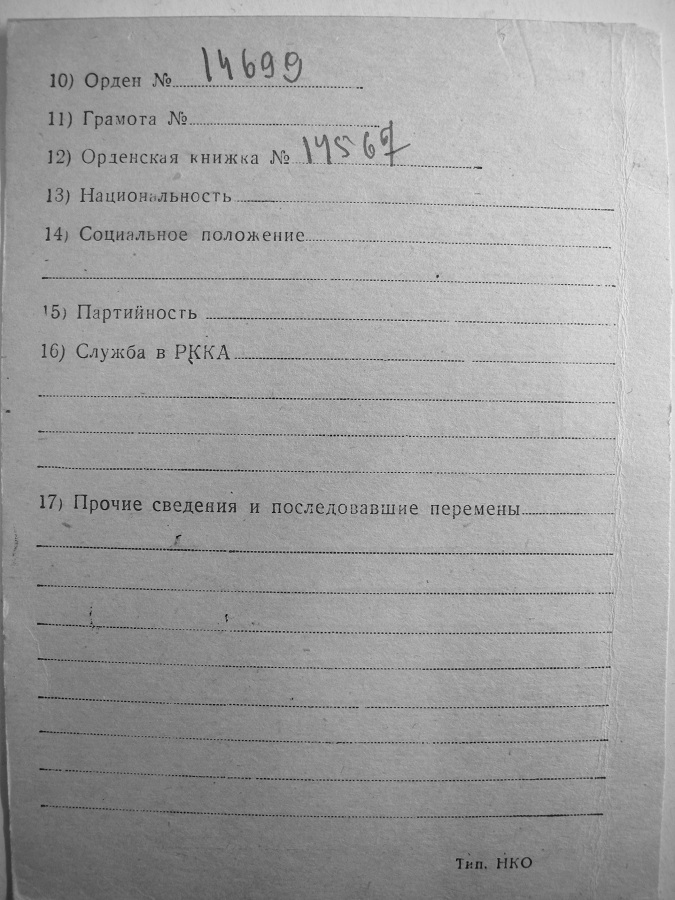 10) Орден № 14699
11) Грамота №
12) Орденская книжка № 14567
13) Национальность
14) Социальное положение
15) Партийность
16) Служба в РККА
17) Прочие сведения и последовавшие перемены
Тип. НКО